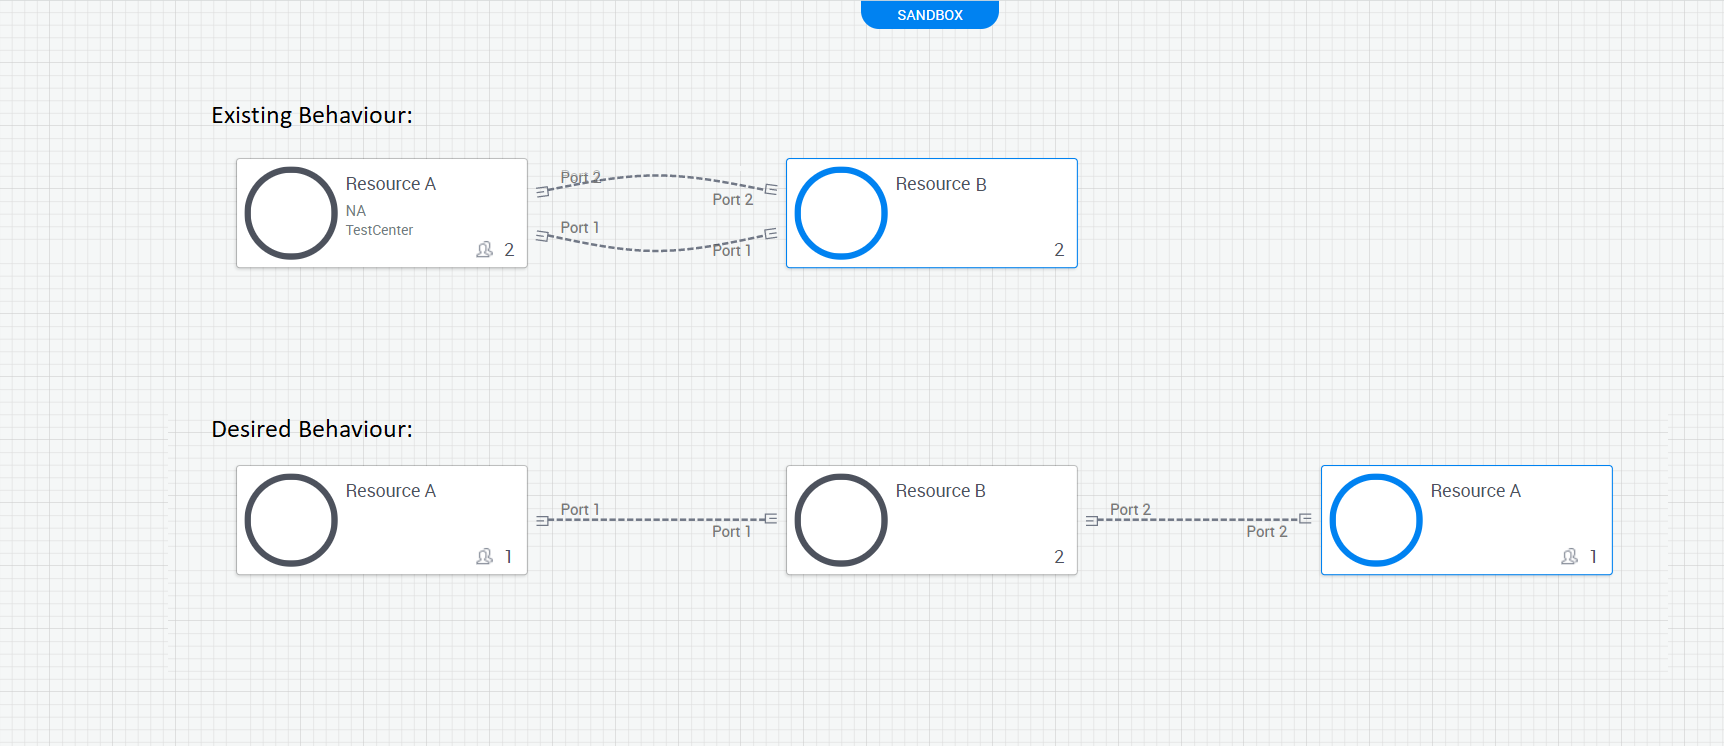 SANDBOX
Existing Behaviour:
Resource A
NA
TestCenter
2
Port 2
Port 2
Port 1
Port 1
Resource B
2
Desired Behaviour:
Resource A
1
Port 1
Port 1
Resource B
2
Port 2
Port 2
Resource A
1